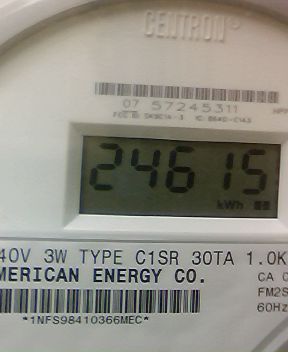 CENTRON®
07 57245311
24615
kWh
40V 3W TYPE C1SR 30TA 1.0K
MERICAN ENERGY CO.
CA
FM2S
60Hz
*1NFS98410366MEC*